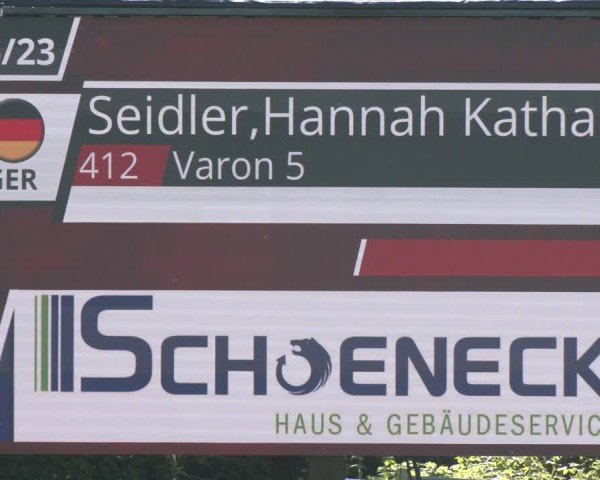 /23
Seidler,Hannah Katha
GER
412 Varon 5
SCHOENECK
HAUS & GEBÄUDESERVIC